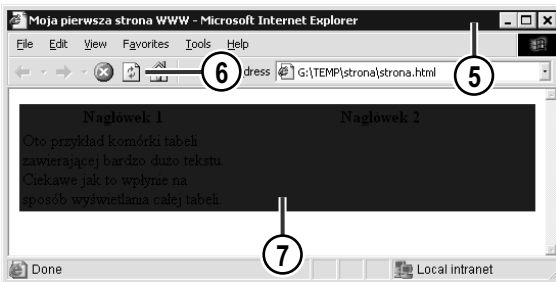 Moja pierwsza strona WWW - Microsoft Internet Explorer
5
File Edit View Favorites Tools Help
6
dress G:\TEMP\strona\strona.html
Nagłówek 1 Nagłówek 2
Oto przykład komórki tabeli
zawierającej bardzo dużo tekstu.
Ciekawe jak to wpłynie na
sposób wyświetlania całej tabeli.
7
Done Local intranet